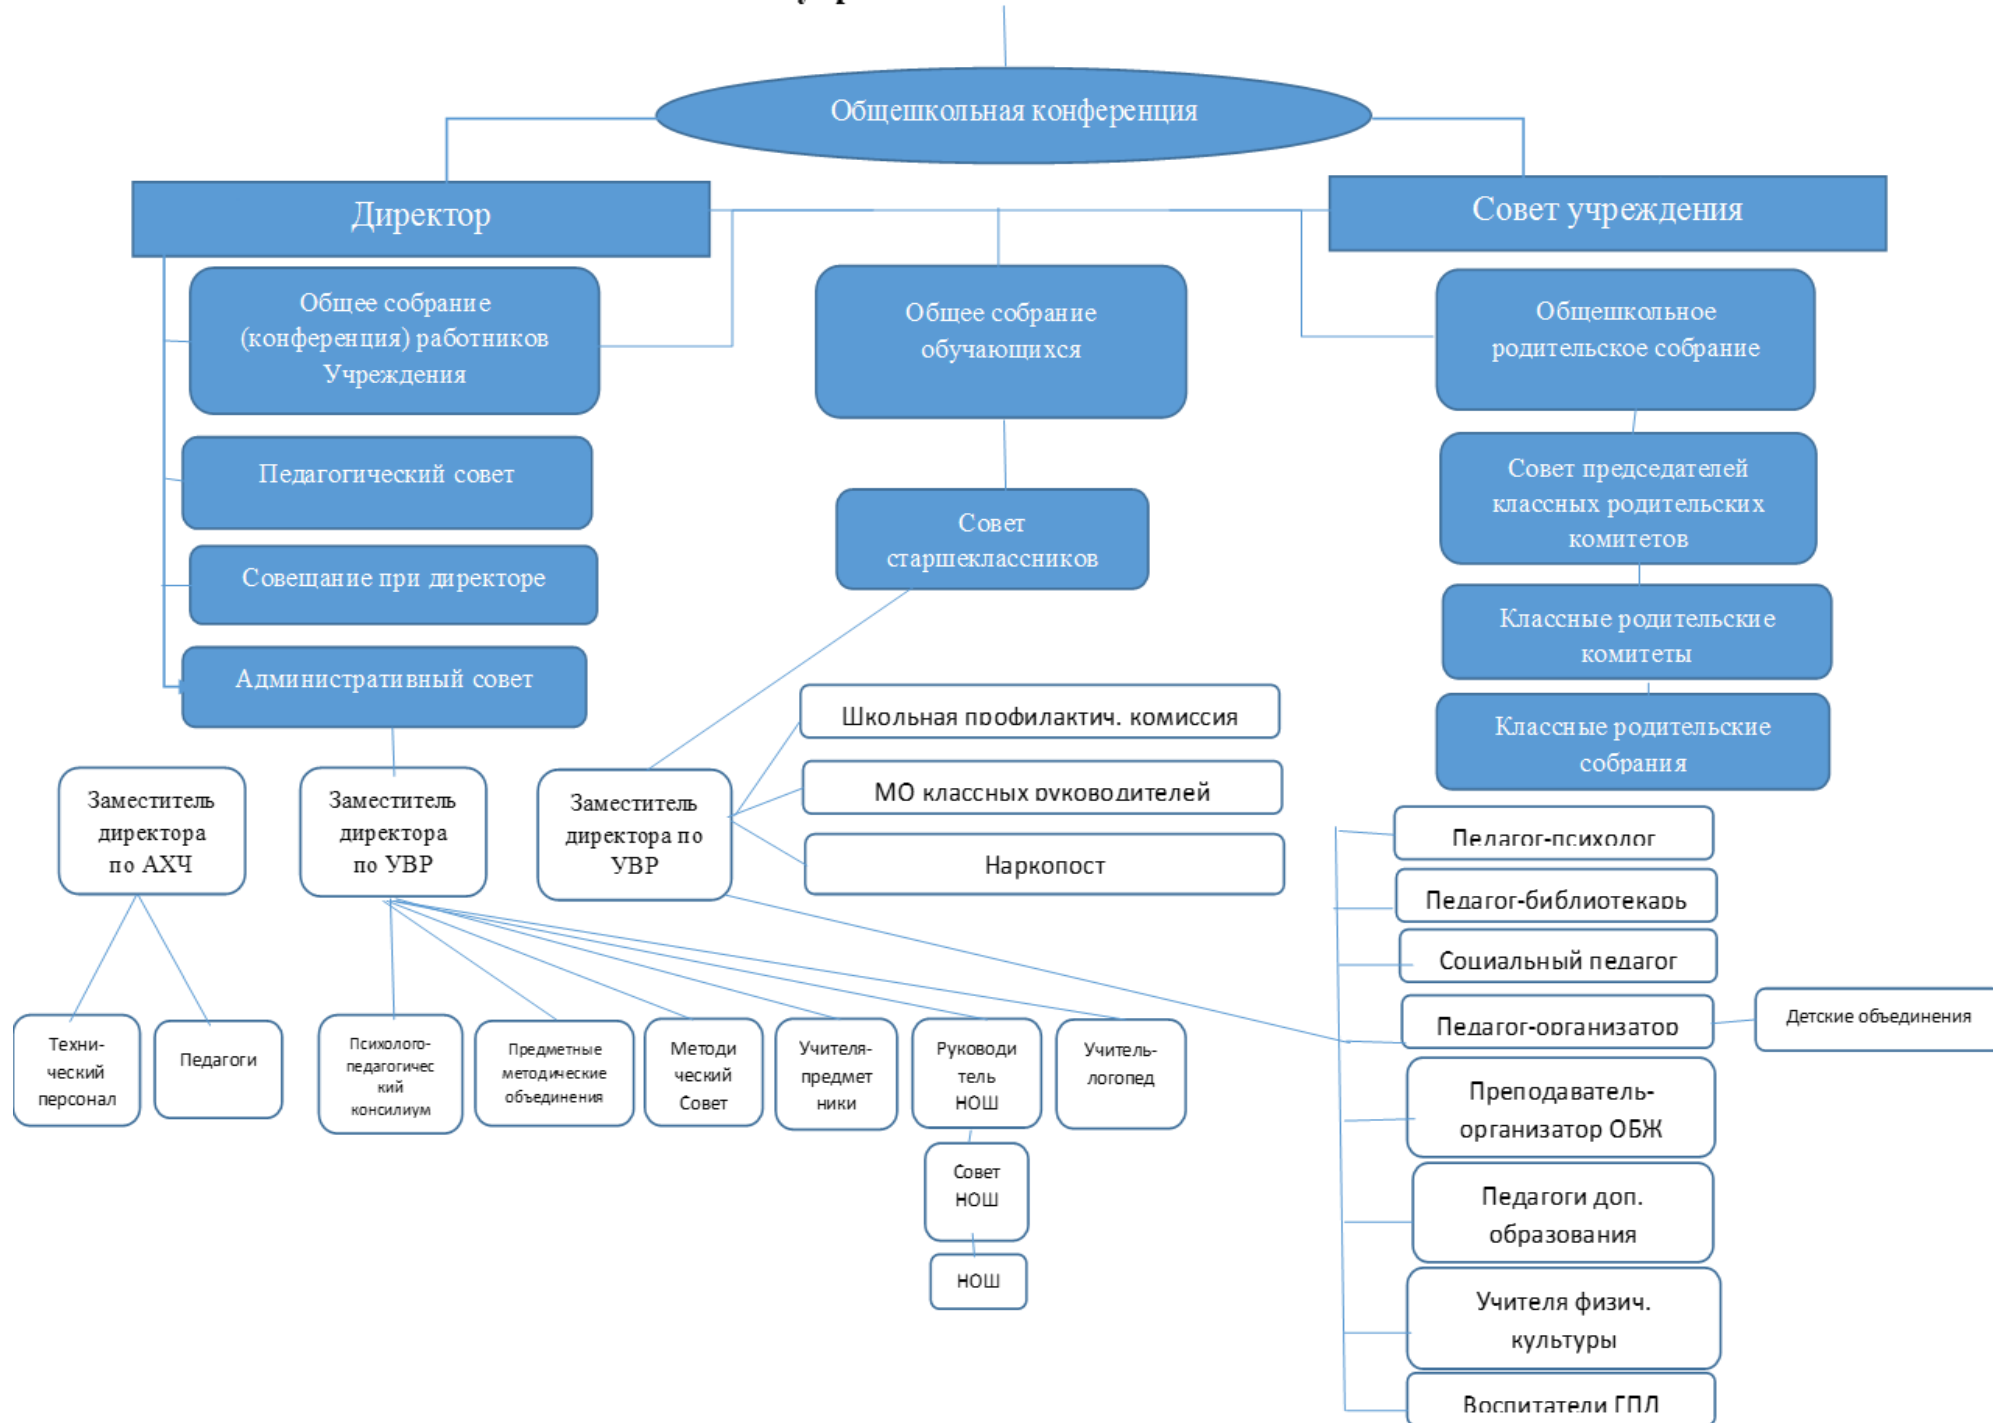 Общешкольная конференция
Директор
Совет учреждения
Общее собрание
(конференция) работников
Учреждения
Общее собрание
обучающихся
Общешкольное
родительское собрание
Педагогический совет
Совет председателей
классных родительских
комитетов
Совет
старшеклассников
Совещание при директоре
Классные родительские
комитеты
Административный совет
Школьная профилактич. комиссия
Классные родительские
собрания
МО классных руководителей
Наркопост
Заместитель
директора
по АХЧ
Заместитель
директора
по УВР
Заместитель
директора по
УВР
Педагог-психолог
Педагог-библиотекарь
Социальный педагог
Педагог-организатор
Детские объединения
Преподаватель-
организатор ОБЖ
Педагоги доп.
образования
Учителя физич.
культуры
Воспитатели ГПД
Техни-
ческий
персонал
Педагоги
Психолого-
педагогичес
кий
консилиум
Предметные
методические
объединения
Методи
ческий
Совет
Учителя-
предмет
ники
Руководи
тель
НОШ
Учитель-
логопед
Совет
НОШ
НОШ